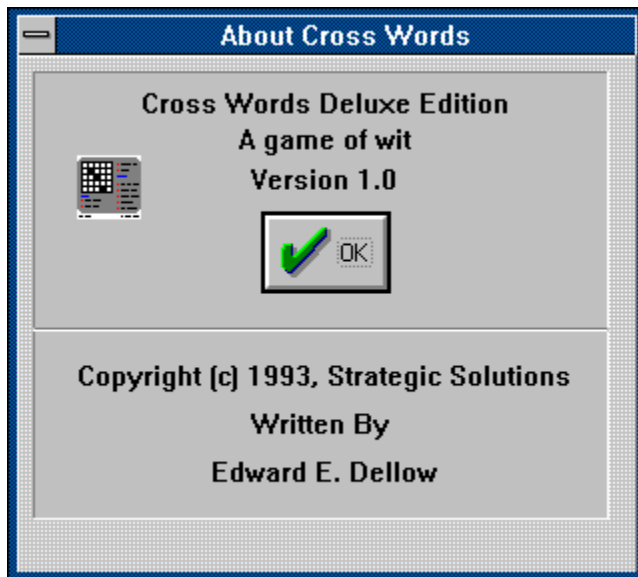 About Cross Words
Cross Words Deluxe Edition
A game of wit
Version 1.0
OK
Copyright (c) 1993, Strategic Solutions
Written By
Edward E. Dellow